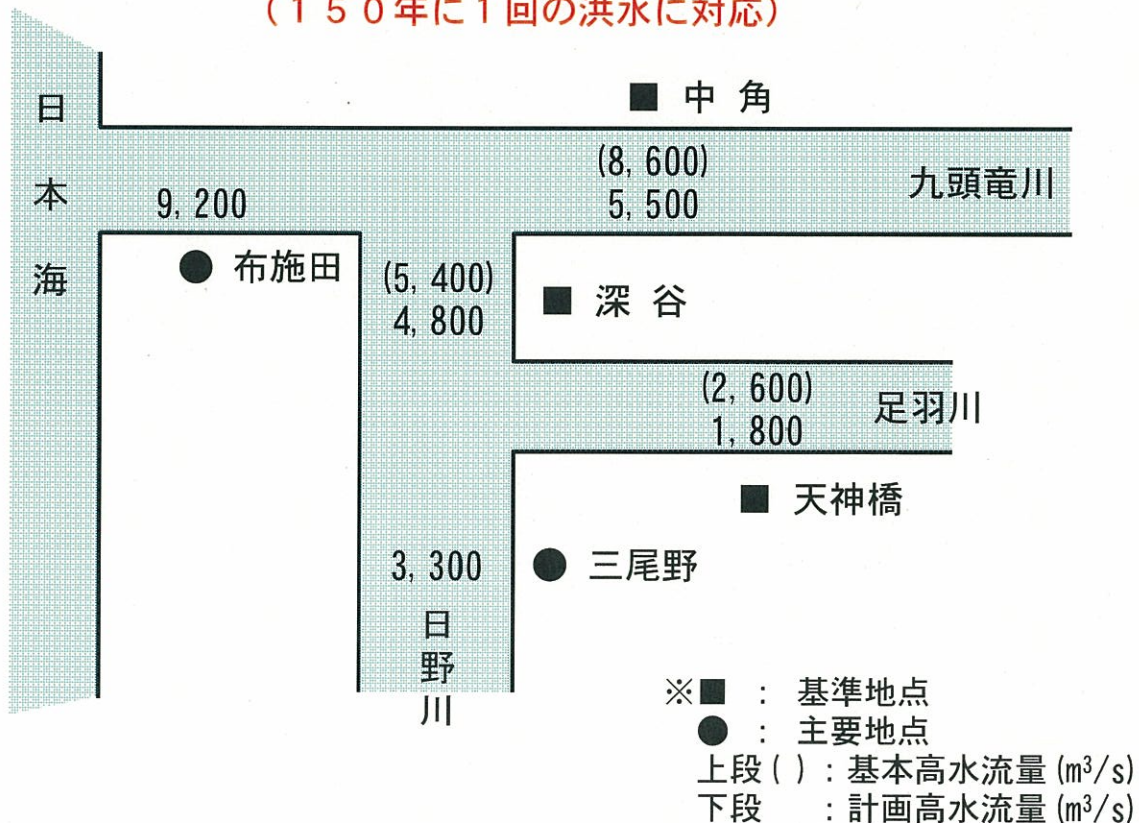 （１５０年に１回の洪水に対応）
日本海
■ 中角
(8,600)
5,500
九頭竜川
9,200
● 布施田
(5,400)
4,800
■ 深谷
(2,600)
1,800
足羽川
■ 天神橋
3,300
● 三尾野
日野川
※■ : 基準地点
● : 主要地点
上段( ) : 基本高水流量(m³/s)
下段 : 計画高水流量(m³/s)